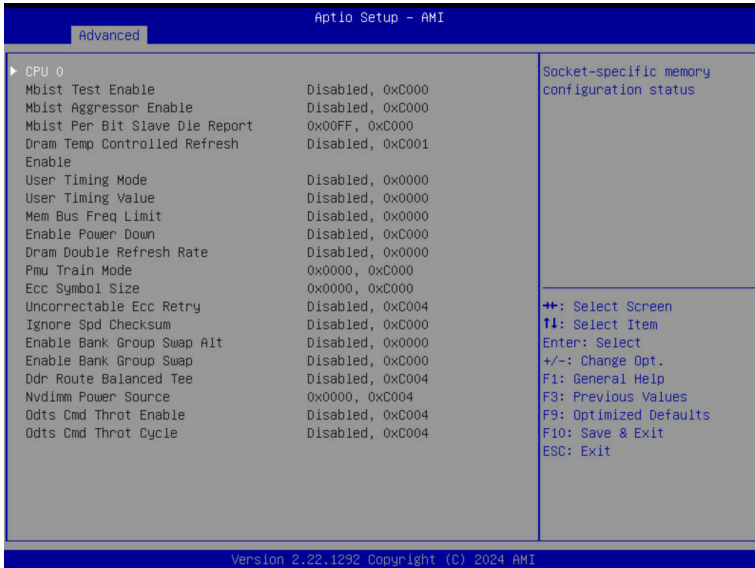 Aptio Setup - AMI
Advanced
CPU 0
Mbist Test Enable Disabled, 0xC000
Mbist Aggressor Enable Disabled, 0xC000
Mbist Per Bit Slave Die Report 0x00FF, 0xC000
Dram Temp Controlled Refresh Disabled, 0xC001
Enable
User Timing Mode Disabled, 0x0000
User Timing Value Disabled, 0x0000
Mem Bus Freq Limit Disabled, 0x0000
Enable Power Down Disabled, 0x0000
Dram Double Refresh Rate Disabled, 0x0000
Pmu Train Mode 0x0000, 0xC000
Ecc Symbol Size 0x0000, 0xC000
Uncorrectable Ecc Retry Disabled, 0xC004
Ignore Spd Checksum Disabled, 0xC000
Enable Bank Group Swap Alt Disabled, 0x0000
Enable Bank Group Swap Disabled, 0xC000
Ddr Route Balanced Tee Disabled, 0xC004
Nvdimm Power Source 0x0000, 0xC004
Odts Cmd Throt Enable Disabled, 0xC004
Odts Cmd Throt Cycle Disabled, 0xC004
Socket-specific memory
configuration status
→←: Select Screen
↑↓: Select Item
Enter: Select
+/-: Change Opt.
F1: General Help
F3: Previous Values
F9: Optimized Defaults
F10: Save & Exit
ESC: Exit
Version 2.22.1292 Copyright (C) 2024 AMI